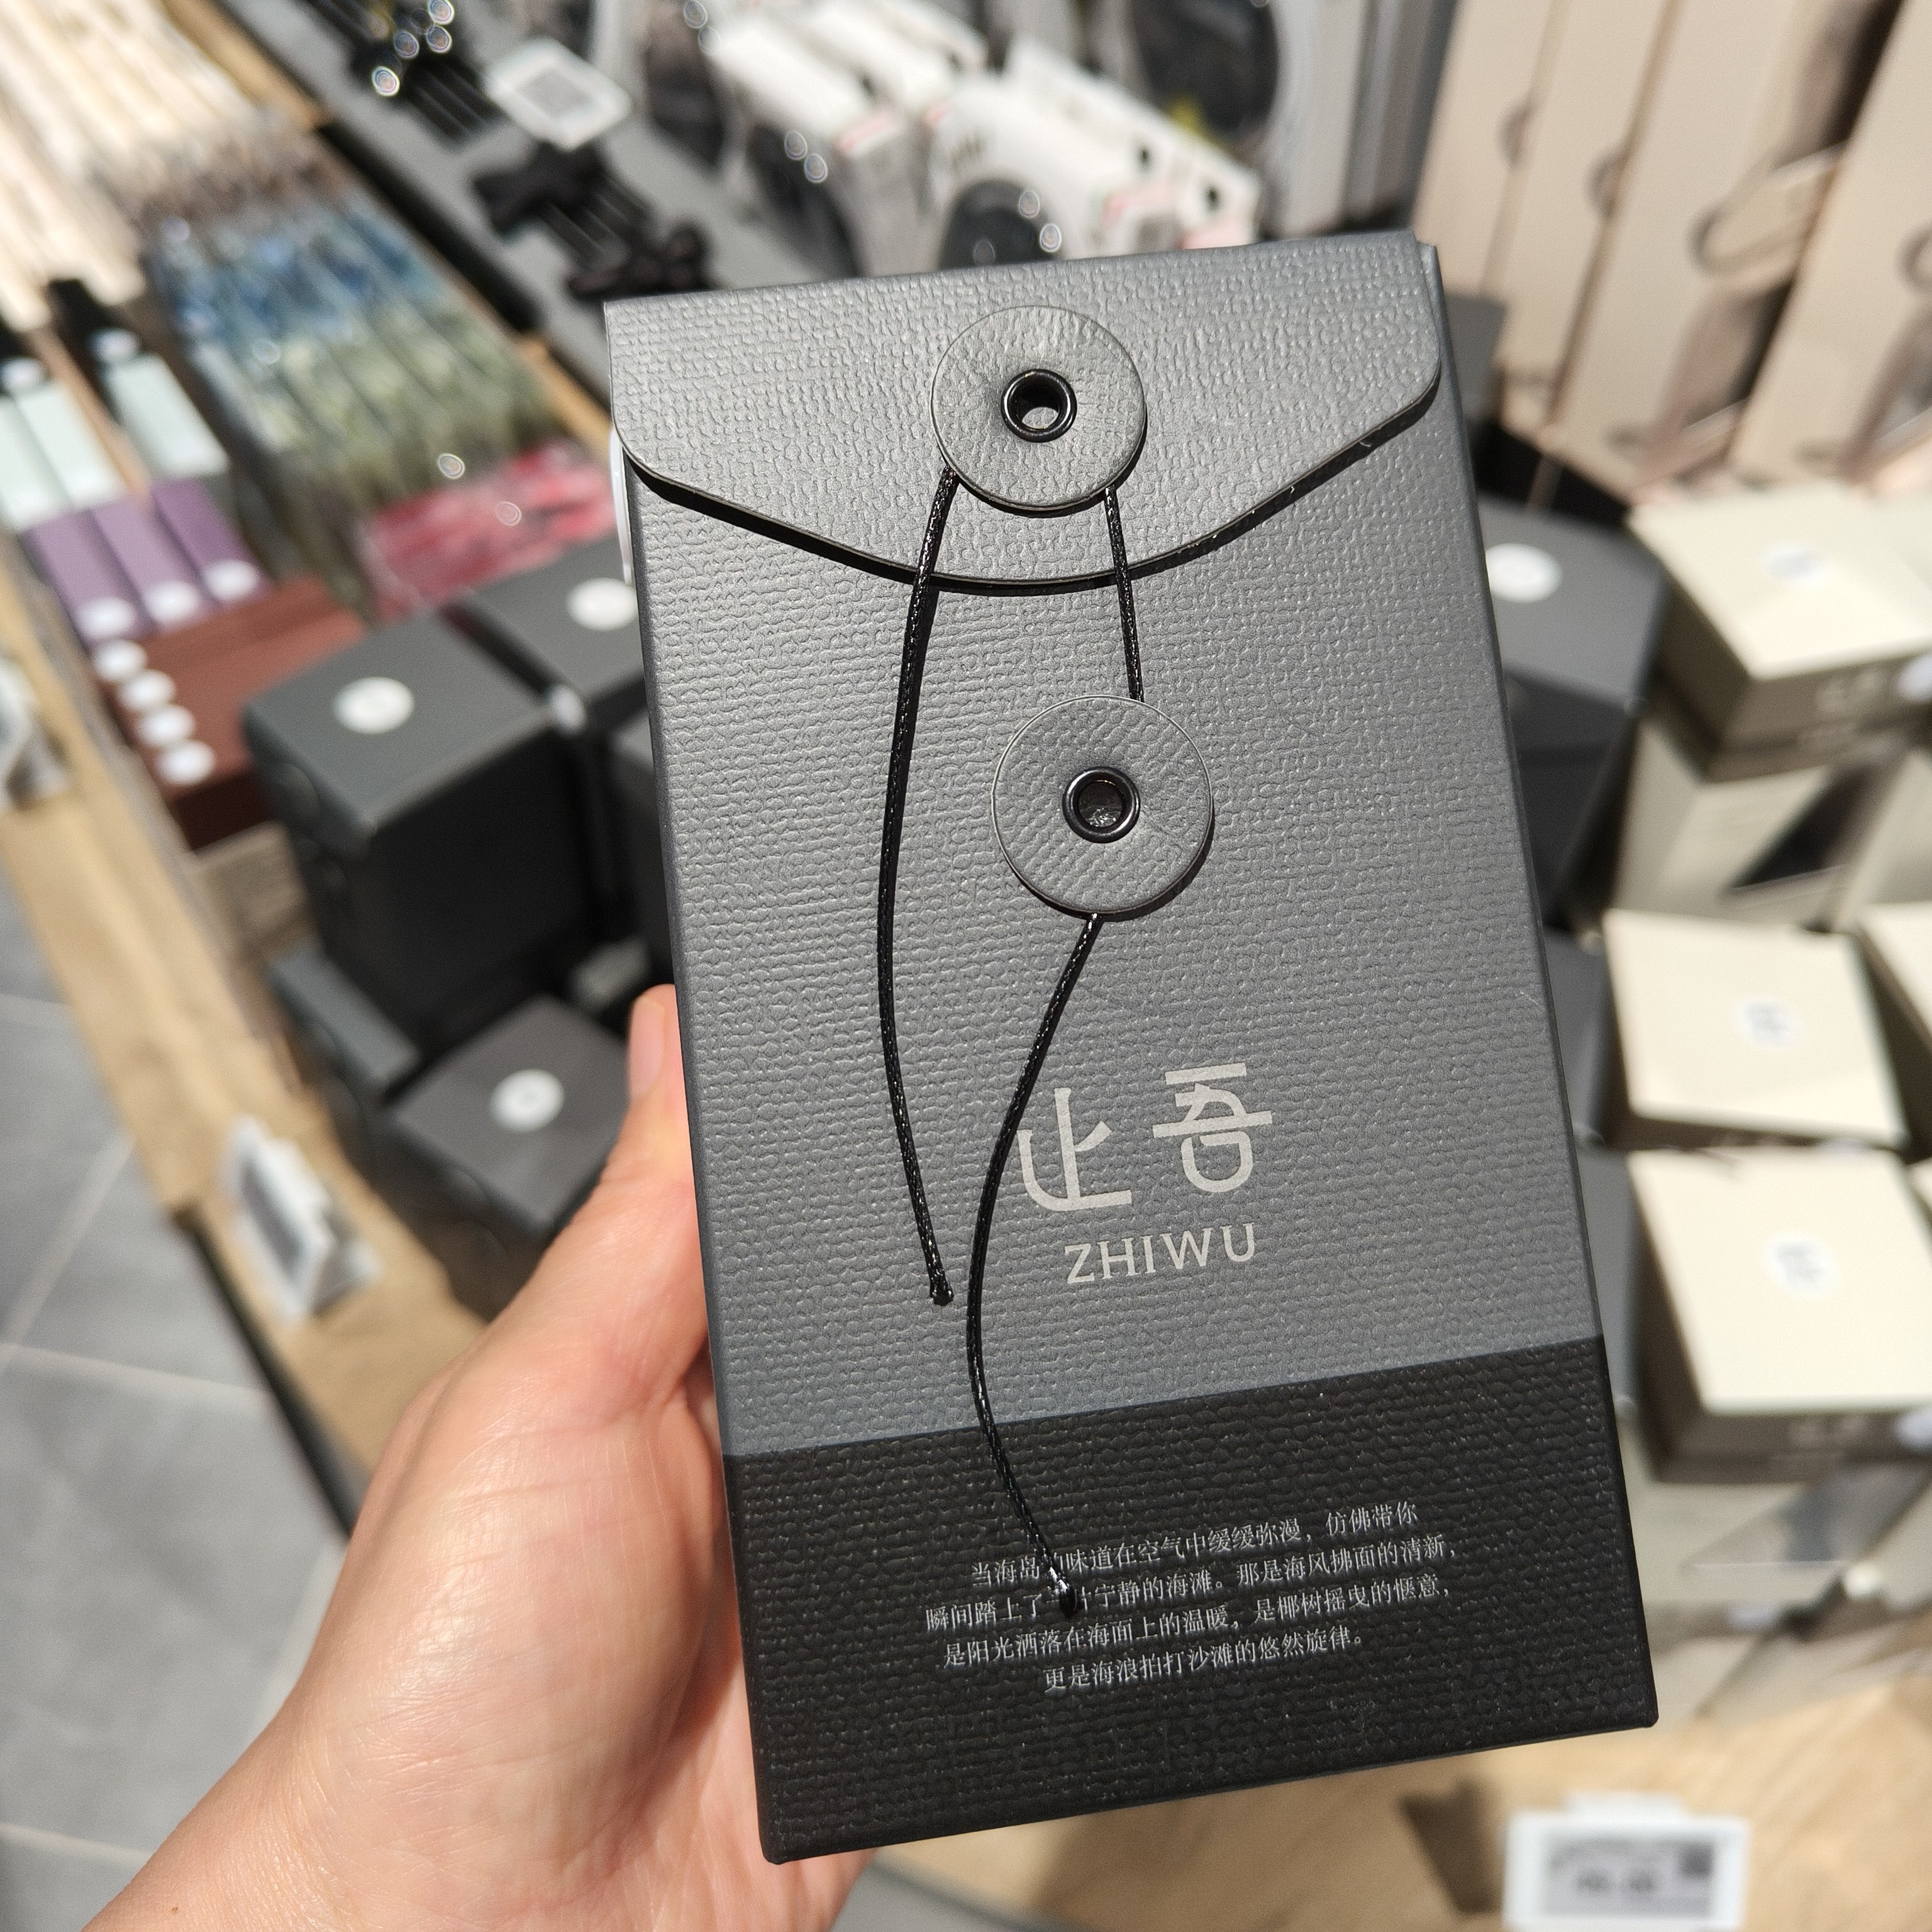 止吾
ZHIWU
当海岛的味道在空气中缓缓弥漫，仿佛带你
瞬间踏上了片宁静的海滩。那是海风拂面的清新，
是阳光洒落在海面上的温暖，是椰树摇曳的惬意，
更是海浪拍打沙滩的悠然旋律。